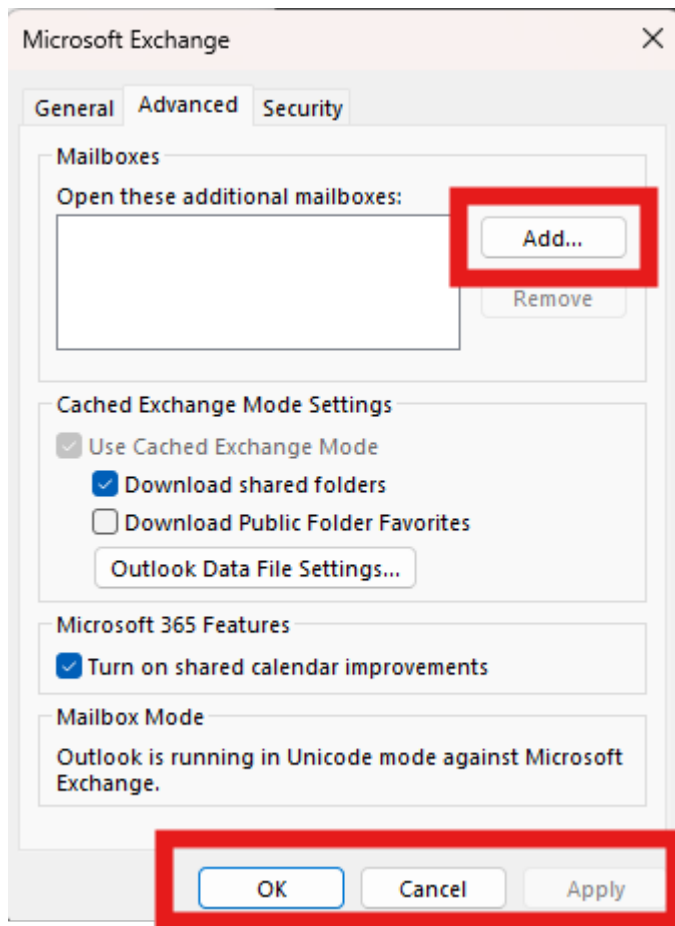 Microsoft Exchange
General
Advanced
Security
Mailboxes
Open these additional mailboxes:
Add...
Remove
Cached Exchange Mode Settings
Use Cached Exchange Mode
Download shared folders
Download Public Folder Favorites
Outlook Data File Settings...
Microsoft 365 Features
Turn on shared calendar improvements
Mailbox Mode
Outlook is running in Unicode mode against Microsoft
Exchange.
OK
Cancel
Apply